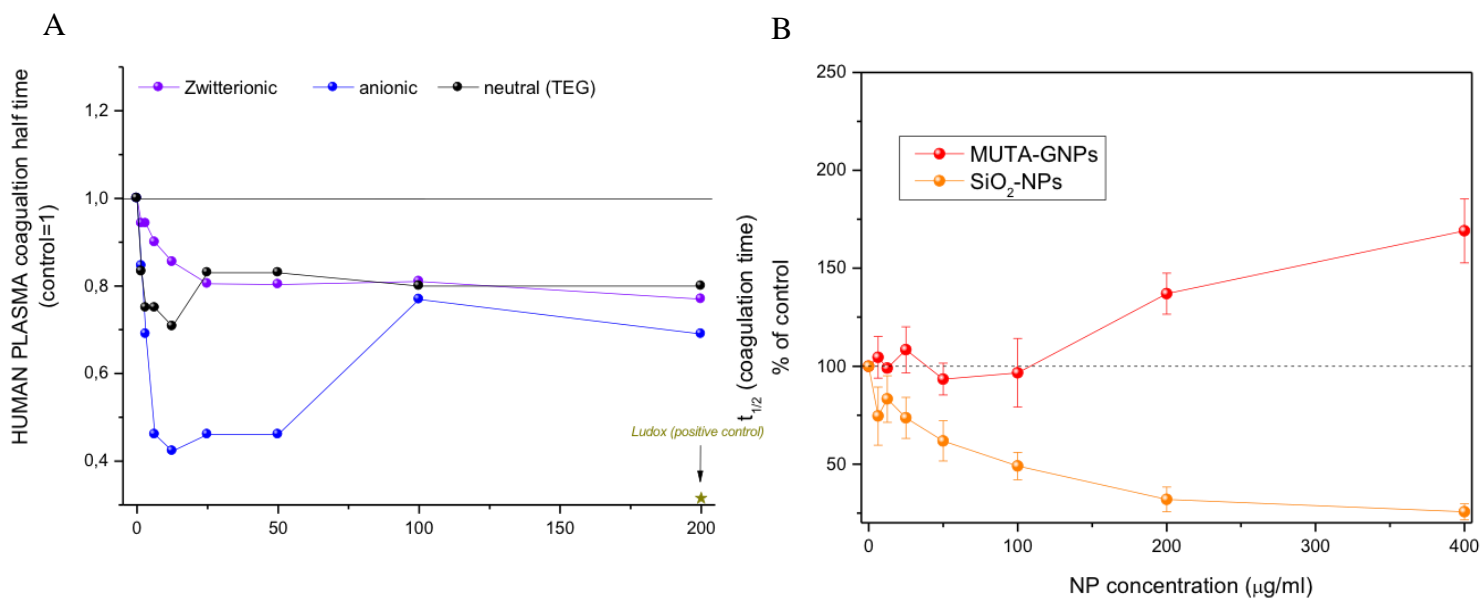 A
HUMAN PLASMA coagualtion half time
(control=1)
1,2
1,0
0,8
0,6
0,4
Zwitterionic
anionic
neutral (TEG)
Ludox (positive control)
0
50
100
150
200
B
t1/2 (coagulation time)
% of control
250
200
150
100
50
MUTA-GNPs
SiO2-NPs
0
100
200
300
400
NP concentration (µg/ml)